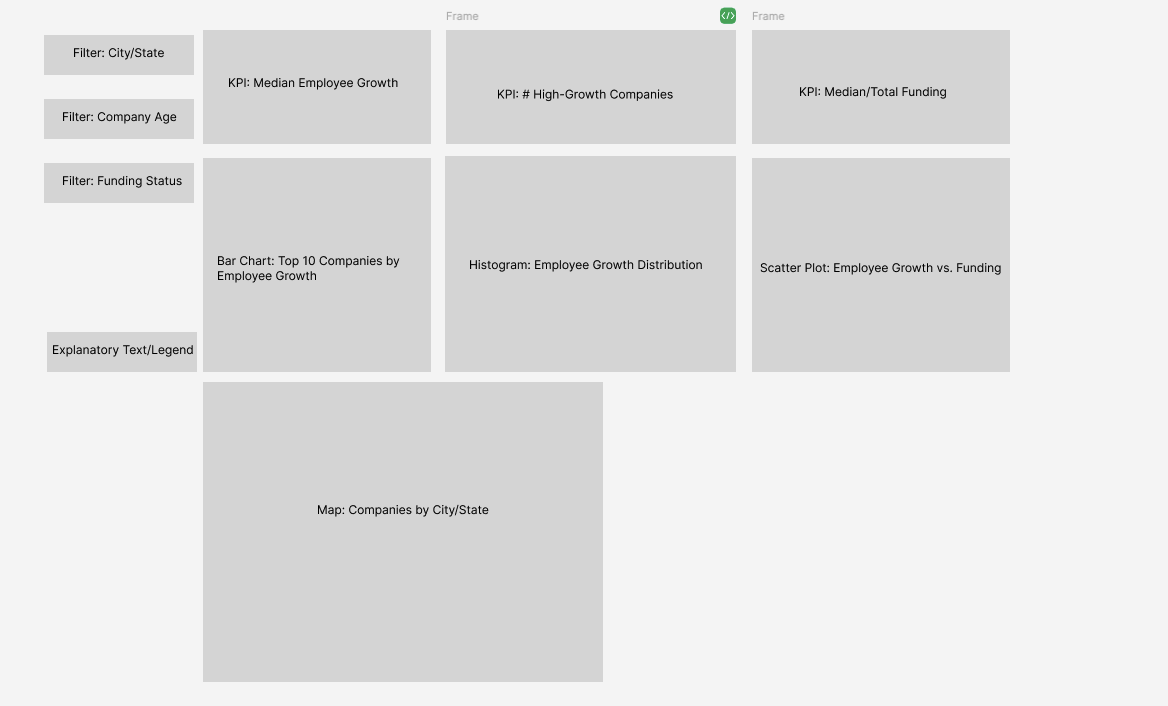 Frame
Frame
Filter: City/State
KPI: Median Employee Growth
KPI: # High-Growth Companies
KPI: Median/Total Funding
Filter: Company Age
Filter: Funding Status
Bar Chart: Top 10 Companies by
Employee Growth
Histogram: Employee Growth Distribution
Scatter Plot: Employee Growth vs. Funding
Explanatory Text/Legend
Map: Companies by City/State